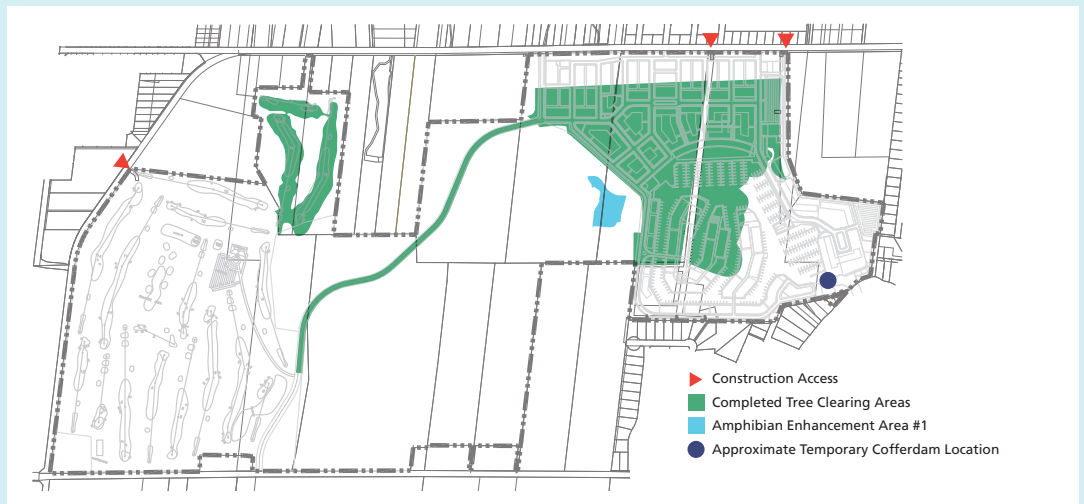 Construction Access
Completed Tree Clearing Areas
Amphibian Enhancement Area #1
Approximate Temporary Cofferdam Location